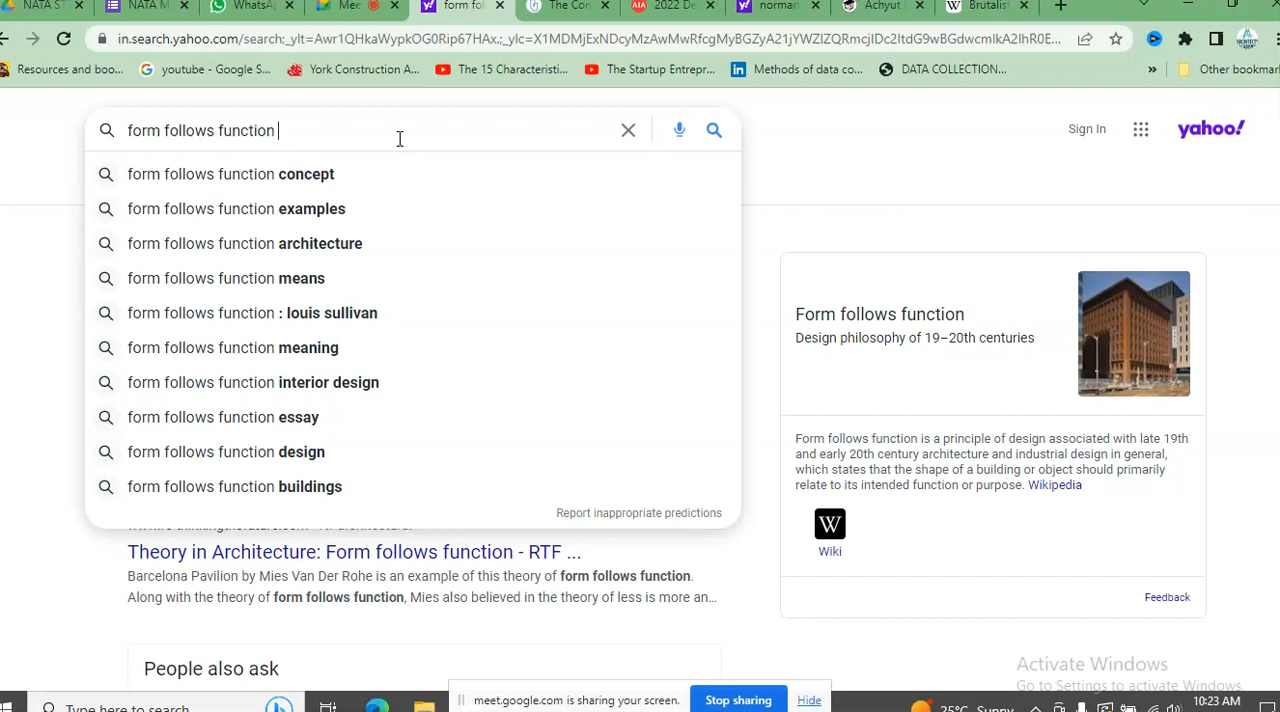 NATA ST
NATA M
WhatsA
Mee
form fol
The Con
2022 De
norman
Achyut
Brutalis
in.search.yahoo.com/search;_ylt=Awr1QHkaWypkOG0Rip67HAx.;_ylc=X1MDMjExNDcyMzAwMwRfcgMyBGZyA21jYWZlZQRmcjIDc2ItdG9wBGdwcmlkA2lhR0E...
Resources and boo...
youtube - Google S...
York Construction A...
The 15 Characteristi...
The Startup Entrepr...
Methods of data co...
DATA COLLECTION...
»
Other bookmar
form follows function
Sign In
yahoo!
form follows function concept
form follows function examples
form follows function architecture
form follows function means
form follows function : louis sullivan
form follows function meaning
form follows function interior design
form follows function essay
form follows function design
form follows function buildings
Report inappropriate predictions
Form follows function
Design philosophy of 19–20th centuries
Form follows function is a principle of design associated with late 19th
and early 20th century architecture and industrial design in general,
which states that the shape of a building or object should primarily
relate to its intended function or purpose. Wikipedia
W
Wiki
Feedback
Theory in Architecture: Form follows function - RTF ...
Barcelona Pavilion by Mies Van Der Rohe is an example of this theory of form follows function.
Along with the theory of form follows function, Mies also believed in the theory of less is more an...
People also ask
Activate Windows
Go to Settings to activate Windows.
meet.google.com is sharing your screen.
Stop sharing
Hide
Type here to search
25°C Sunny
10:23 AM